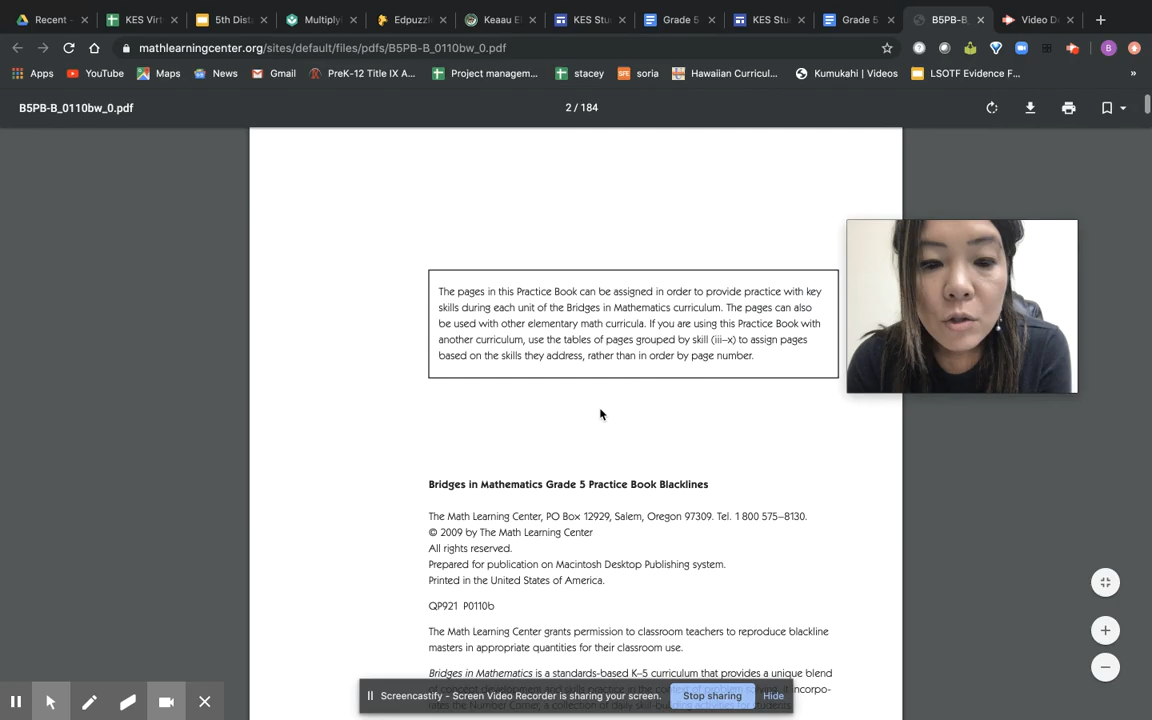 Recent -
KES Virt
5th Dist
Multiply
Edpuzzl
Keaau El
KES Stu
Grade 5
KES Stu
Grade 5
B5PB-B_
Video D
mathlearningcenter.org/sites/default/files/pdfs/B5PB-B_0110bw_0.pdf
B
Apps
YouTube
Maps
News
Gmail
PreK-12 Title IX A...
Project managem...
stacey
SFE soria
Hawaiian Curricul...
Kumukahi | Videos
LSOTF Evidence F...
»
B5PB-B_0110bw_0.pdf
2 / 184
The pages in this Practice Book can be assigned in order to provide practice with key
skills during each unit of the Bridges in Mathematics curriculum. The pages can also
be used with other elementary math curricula. If you are using this Practice Book with
another curriculum, use the tables of pages grouped by skill (iii–x) to assign pages
based on the skills they address, rather than in order by page number.
Bridges in Mathematics Grade 5 Practice Book Blacklines
The Math Learning Center, PO Box 12929, Salem, Oregon 97309. Tel. 1 800 575–8130.
© 2009 by The Math Learning Center
All rights reserved.
Prepared for publication on Macintosh Desktop Publishing system.
Printed in the United States of America.
QP921 P0110b
The Math Learning Center grants permission to classroom teachers to reproduce blackline
masters in appropriate quantities for their classroom use.
Bridges in Mathematics is a standards-based K–5 curriculum that provides a unique blend
incorpo-
Screencastify - Screen Video Recorder is sharing your screen.
Stop sharing
Hide